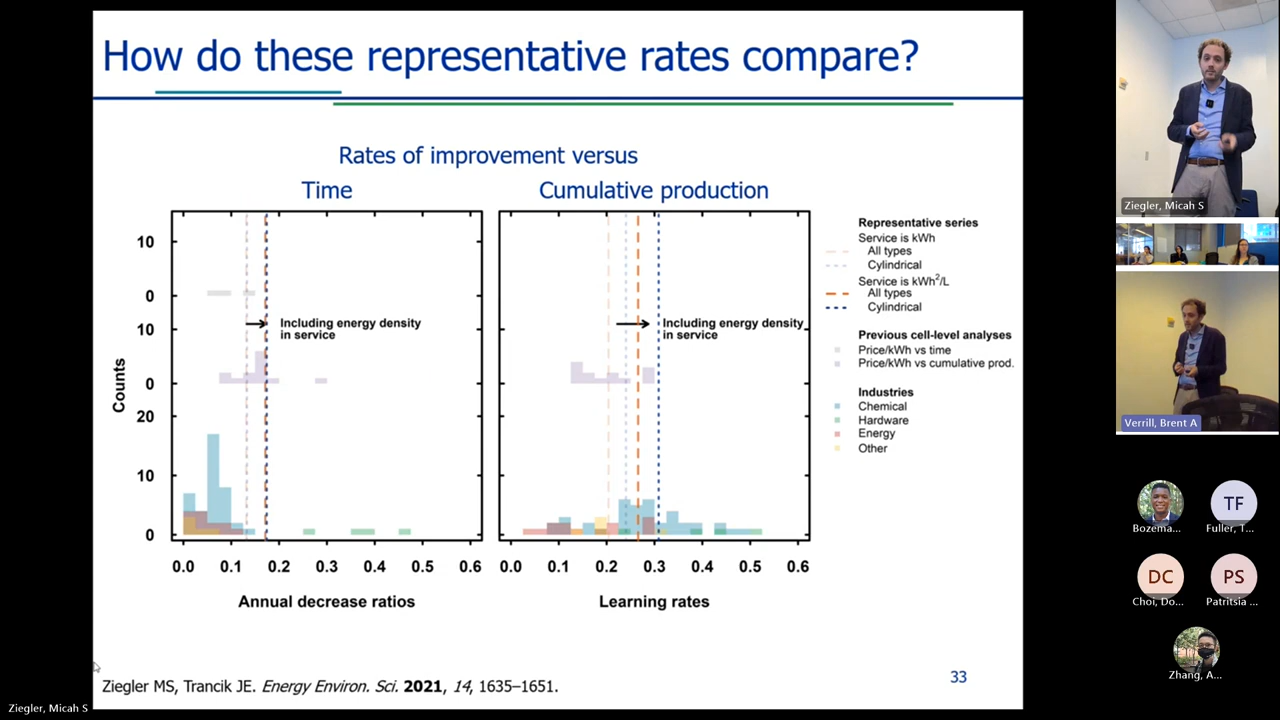 How do these representative rates compare?
Rates of improvement versus
Time
Cumulative production
10
0
10
0
20
10
0
Counts
Including energy density
in service
Including energy density
in service
0.0 0.1 0.2 0.3 0.4 0.5 0.6
0.0 0.1 0.2 0.3 0.4 0.5 0.6
Annual decrease ratios
Learning rates
Representative series
Service is kWh
All types
Cylindrical
Service is kWh²/L
All types
Cylindrical
Previous cell-level analyses
Price/kWh vs time
Price/kWh vs cumulative prod.
Industries
Chemical
Hardware
Energy
Other
Ziegler MS, Trancik JE. Energy Environ. Sci. 2021, 14, 1635–1651.
33
Ziegler, Micah S
Ziegler, Micah S
Verrill, Brent A
Bozema...
TF
Fuller, T...
DC
Choi, Do...
PS
Patritsia ...
Zhang, A...